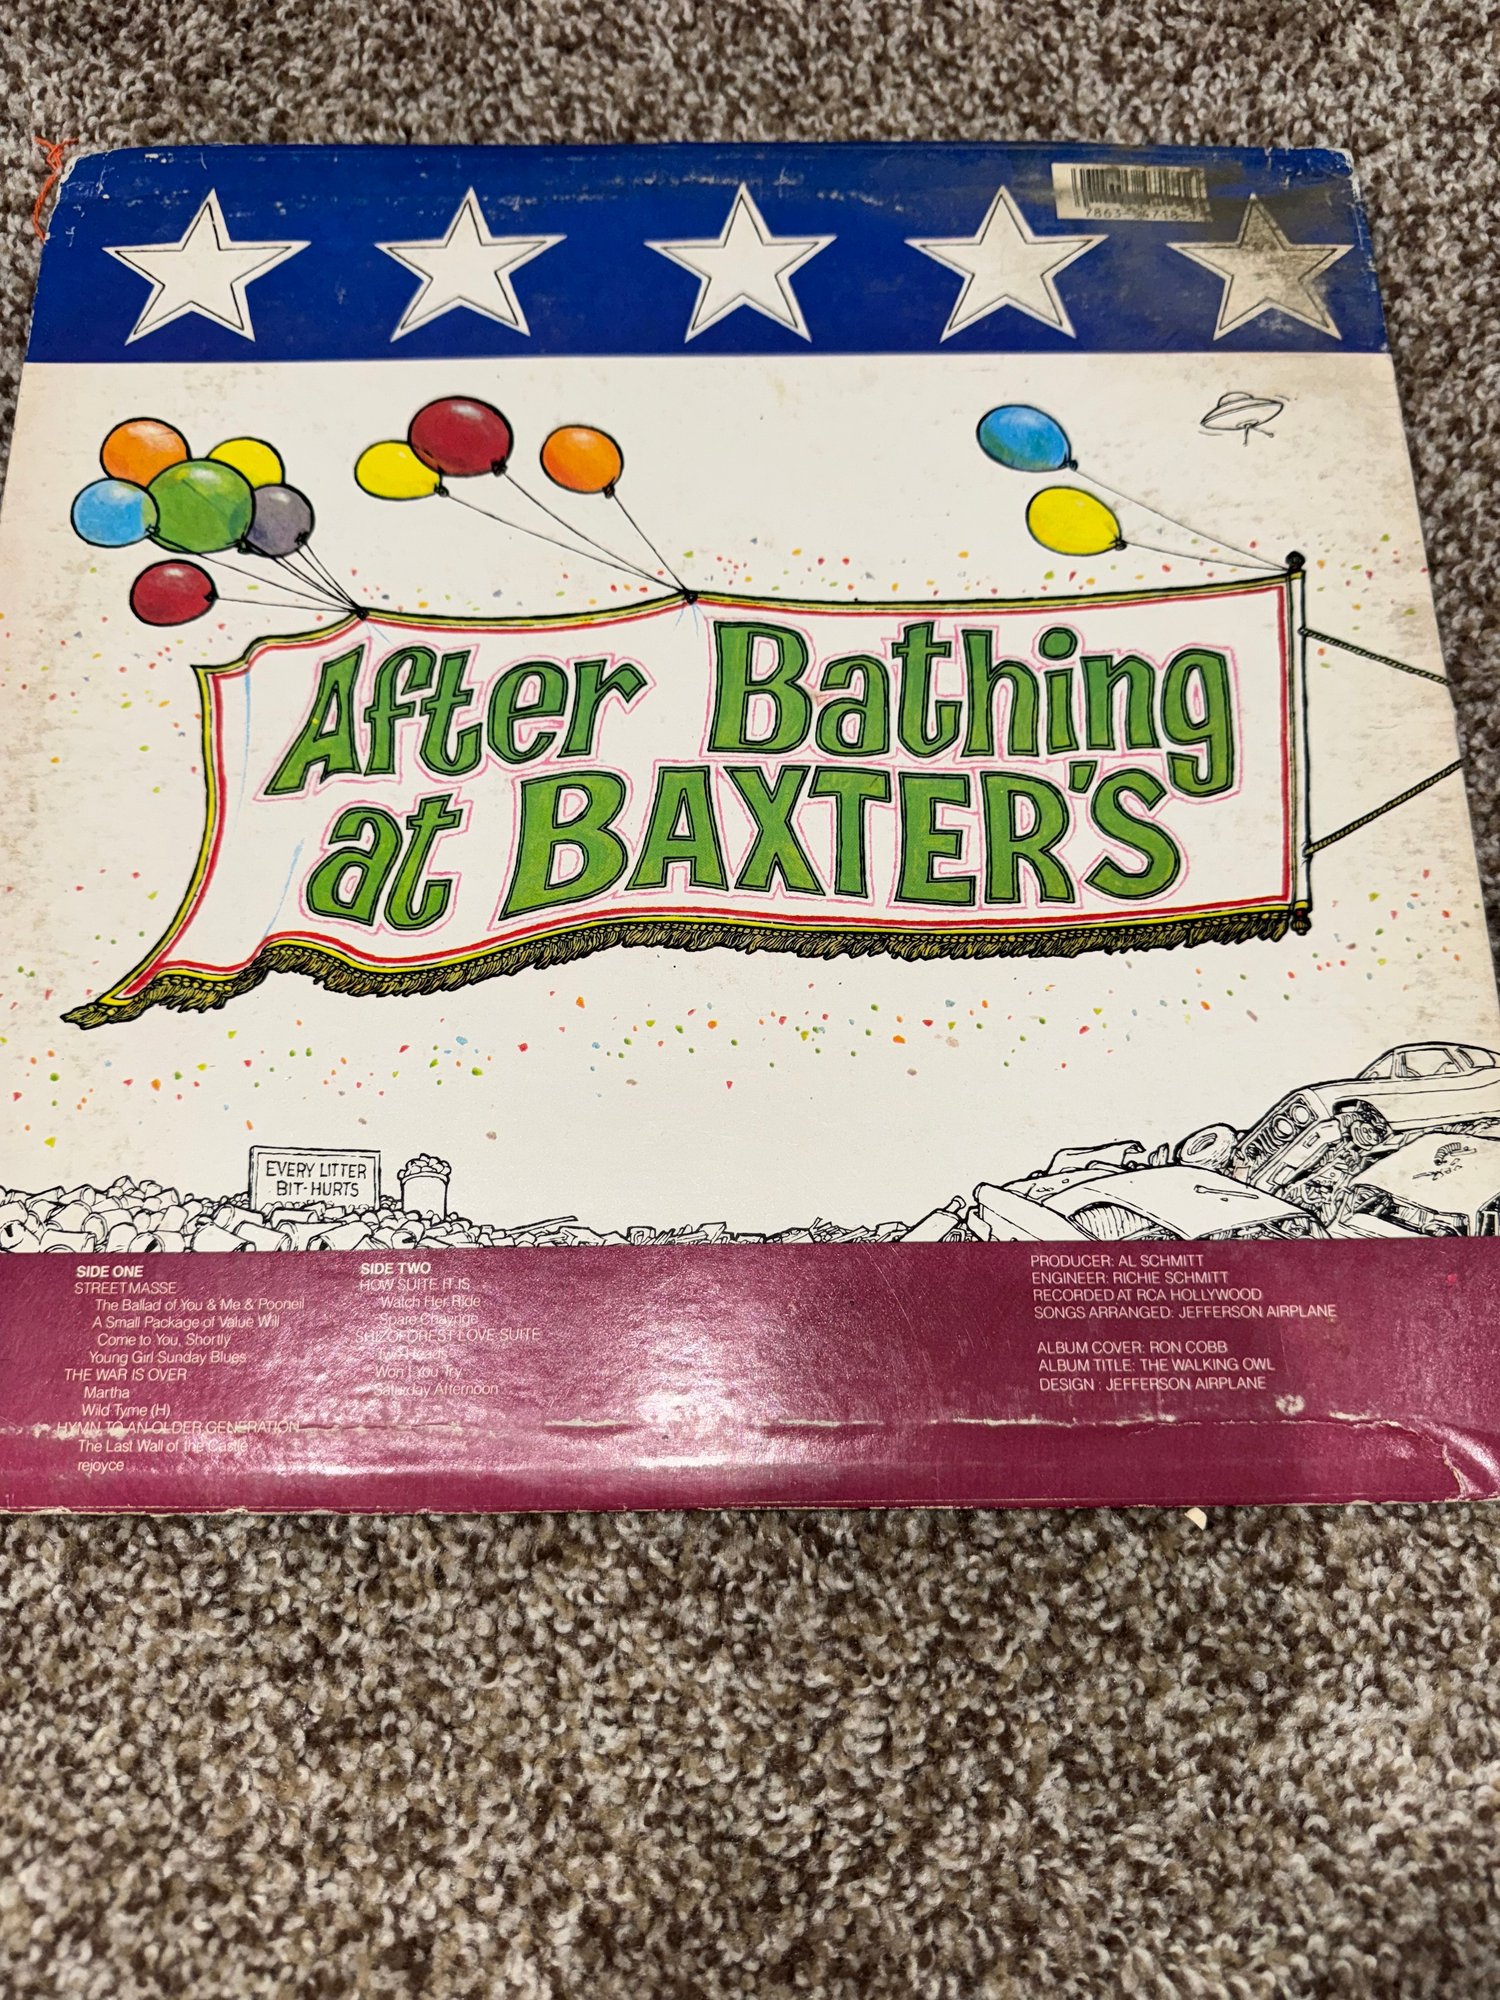 After Bathing
at BAXTER'S
EVERY LITTER
BIT-HURTS
SIDE ONE
STREETMASSE
The Ballad of You & Me & Pooneil
A Small Package of Value Will
Come to You, Shortly
Young Girl Sunday Blues
THE WAR IS OVER
Martha
Wild Tyme (H)
HYMN TO AN OLDER GENERATION
The Last Wall of the Castle
rejoyce
SIDE TWO
HOW SUITE IT IS
Watch Her Ride
Spare Chaynge
SHIZOFOREST LOVE SUITE
Two Heads
Won't You Try
Saturday Afternoon
PRODUCER: AL SCHMITT
ENGINEER: RICHIE SCHMITT
RECORDED AT RCA HOLLYWOOD
SONGS ARRANGED: JEFFERSON AIRPLANE
ALBUM COVER: RON COBB
ALBUM TITLE: THE WALKING OWL
DESIGN : JEFFERSON AIRPLANE